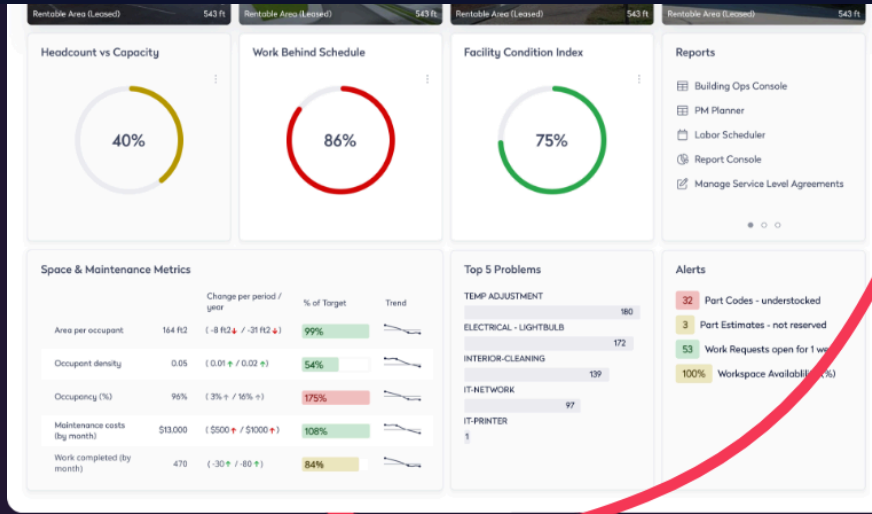 Rentable Area (Leased) 543 ft Rentable Area (Leased) 543 ft Rentable Area (Leased) 543 ft Rentable Area (Leased) 543 ft
Headcount vs Capacity
40%
Work Behind Schedule
86%
Facility Condition Index
75%
Reports
Building Ops Console
PM Planner
Labor Scheduler
Report Console
Manage Service Level Agreements
Space & Maintenance Metrics
Change per period / year % of Target Trend
Area per occupant 164 ft2 (-8 ft2↓ / -31 ft2 ↓) 99%
Occupant density 0.05 (0.01 ↑ / 0.02 ↑) 54%
Occupancy (%) 96% (3% ↑ / 16% ↑) 175%
Maintenance costs (by month) $13,000 ($500 ↑ / $1000 ↑) 108%
Work completed (by month) 470 (-30 ↑ / -80 ↑) 84%
Top 5 Problems
TEMP ADJUSTMENT
180
ELECTRICAL - LIGHTBULB
172
INTERIOR-CLEANING
139
IT-NETWORK
97
IT-PRINTER
1
Alerts
32 Part Codes - understocked
3 Part Estimates - not reserved
53 Work Requests open for 1
100% Workspace (%)